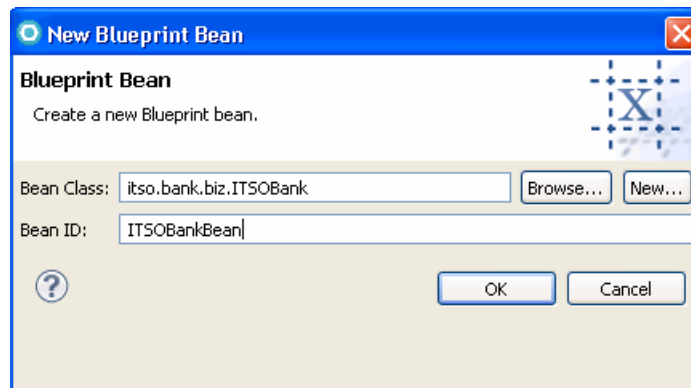 New Blueprint Bean
Blueprint Bean
Create a new Blueprint bean.
X
Bean Class: itso.bank.biz.ITSOBank Browse... New...
Bean ID: ITSOBankBean
? OK Cancel